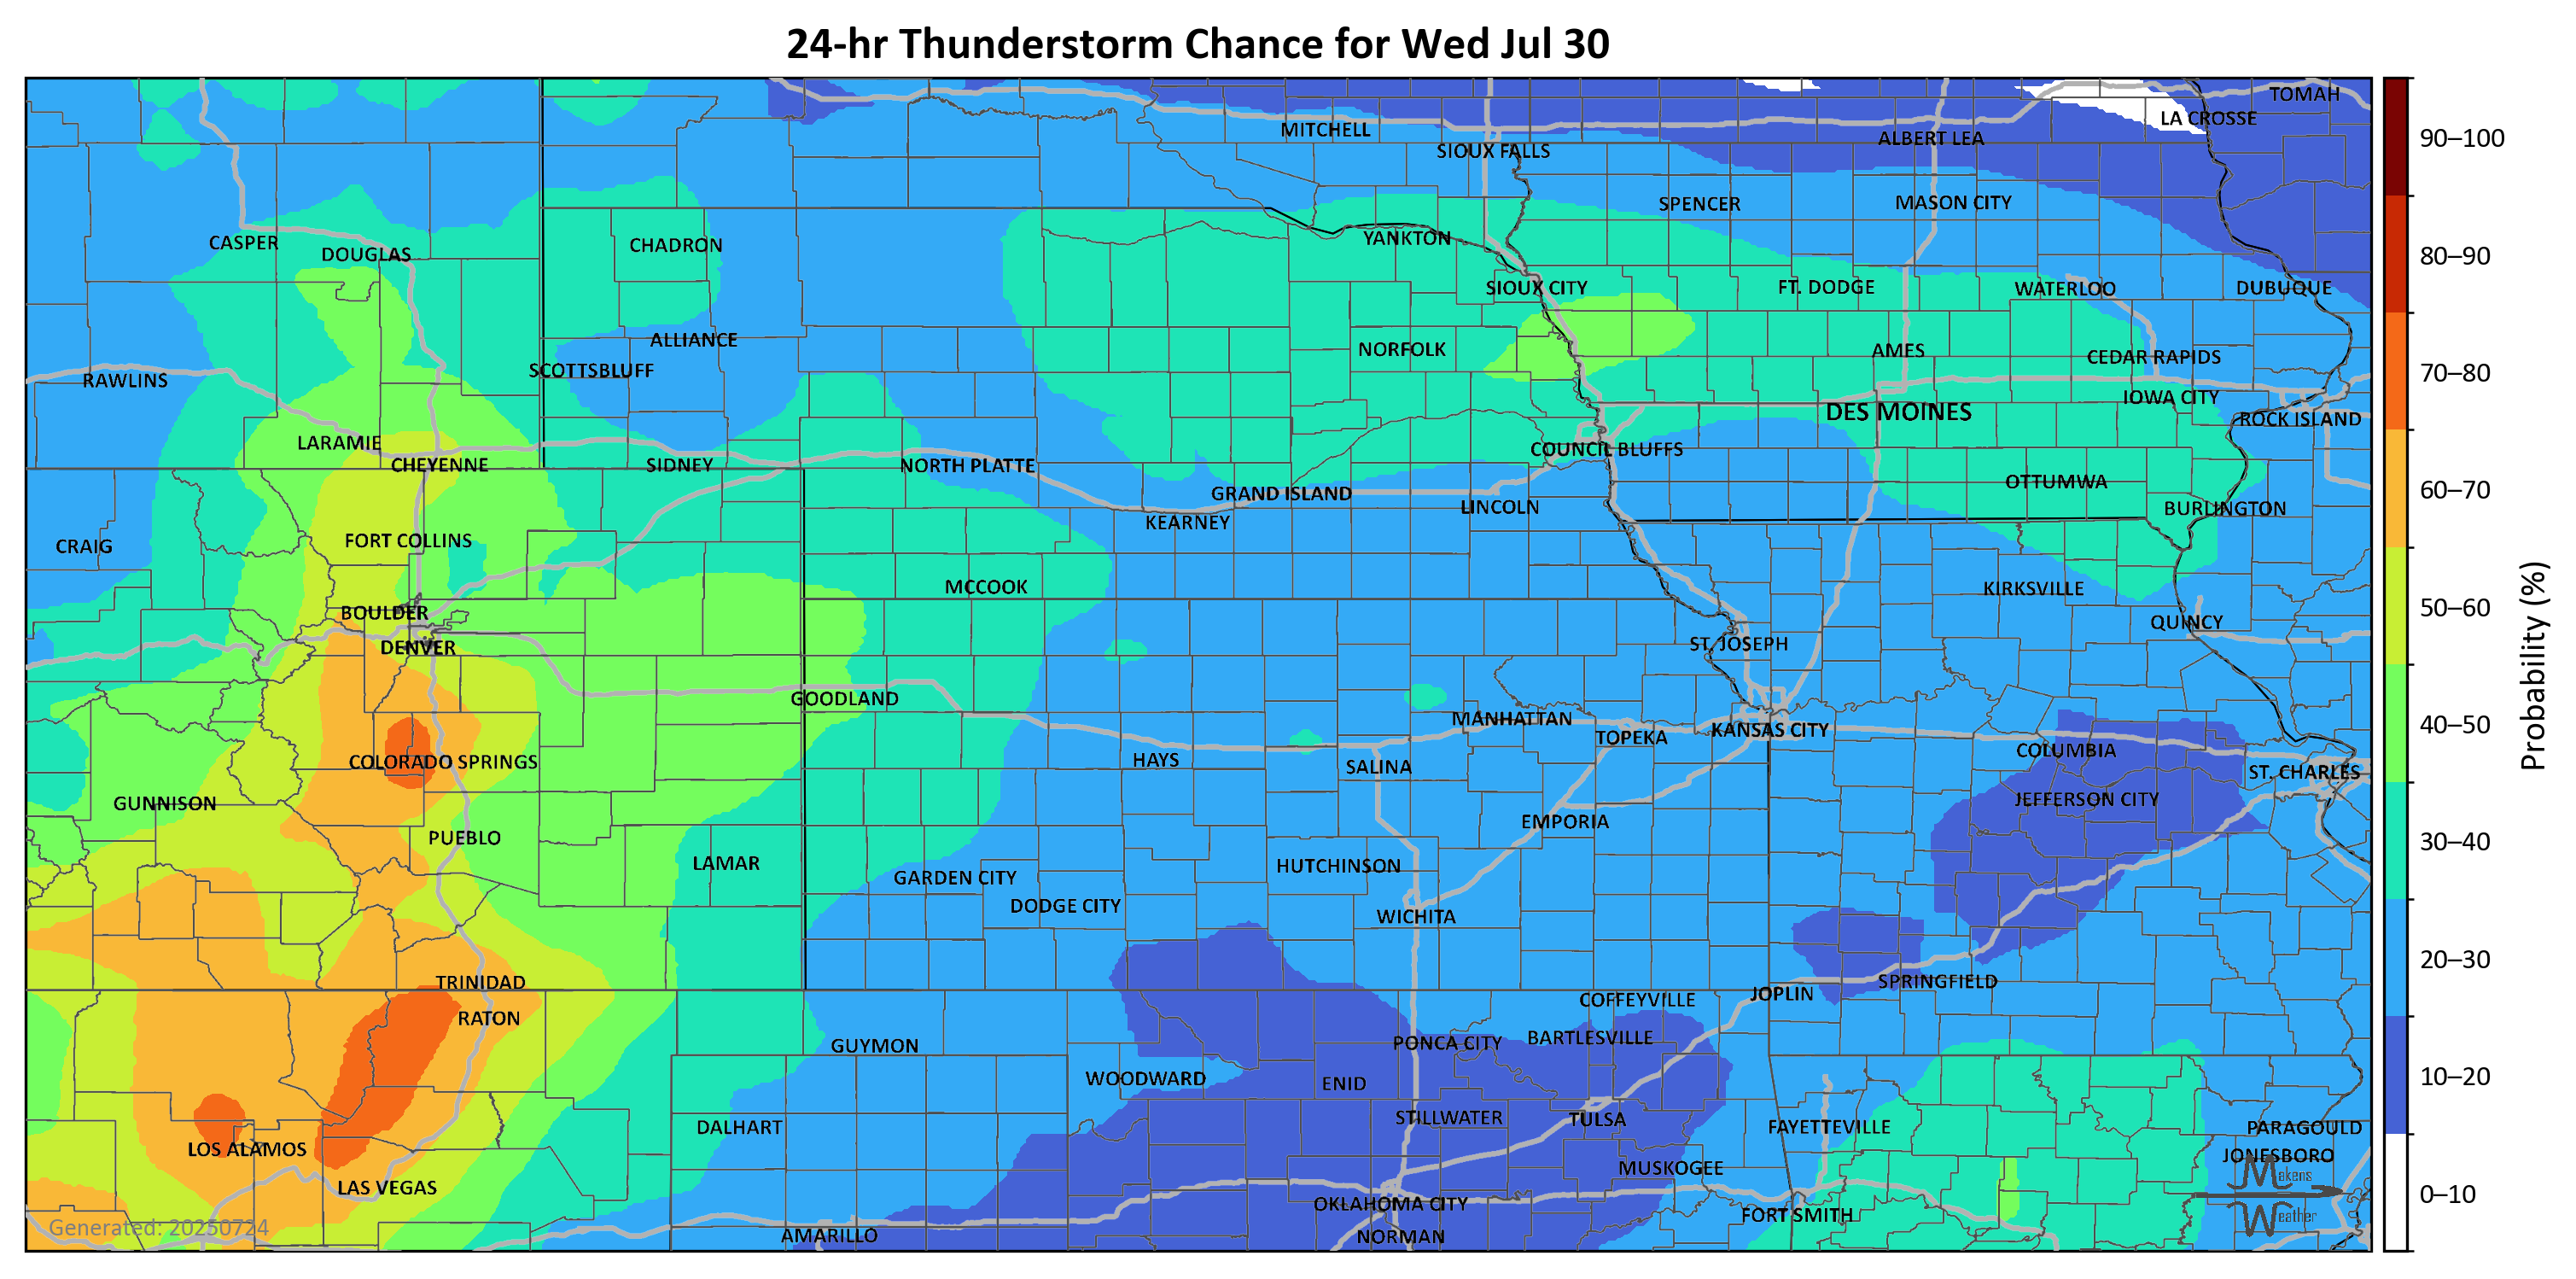 24-hr Thunderstorm Chance for Wed Jul 30
TOMAH
LA CROSSE
MITCHELL
ALBERT LEA
90–100
SIOUX FALLS
SPENCER
MASON CITY
CASPER
DOUGLAS
CHADRON
YANKTON
80–90
SIOUX CITY
FT. DODGE
WATERLOO
DUBUQUE
ALLIANCE
NORFOLK
AMES
CEDAR RAPIDS
RAWLINS
SCOTTSBLUFF
70–80
IOWA CITY
DES MOINES
ROCK ISLAND
LARAMIE
COUNCIL BLUFFS
CHEYENNE
SIDNEY
NORTH PLATTE
OTTUMWA
GRAND ISLAND
60–70
LINCOLN
BURLINGTON
KEARNEY
CRAIG
FORT COLLINS
MCCOOK
KIRKSVILLE
BOULDER
50–60
QUINCY
DENVER
ST. JOSEPH
Probability (%)
GOODLAND
MANHATTAN
TOPEKA
KANSAS CITY
40–50
COLORADO SPRINGS
HAYS
SALINA
COLUMBIA
ST. CHARLES
GUNNISON
JEFFERSON CITY
PUEBLO
EMPORIA
30–40
LAMAR
HUTCHINSON
GARDEN CITY
DODGE CITY
WICHITA
20–30
TRINIDAD
SPRINGFIELD
JOPLIN
COFFEYVILLE
RATON
GUYMON
PONCA CITY
BARTLESVILLE
WOODWARD
ENID
10–20
STILLWATER
TULSA
DALHART
FAYETTEVILLE
PARAGOULD
LOS ALAMOS
JONESBORO
MUSKOGEE
Makens
LAS VEGAS
OKLAHOMA CITY
0–10
FORT SMITH
Weather
Generated: 20250724
AMARILLO
NORMAN